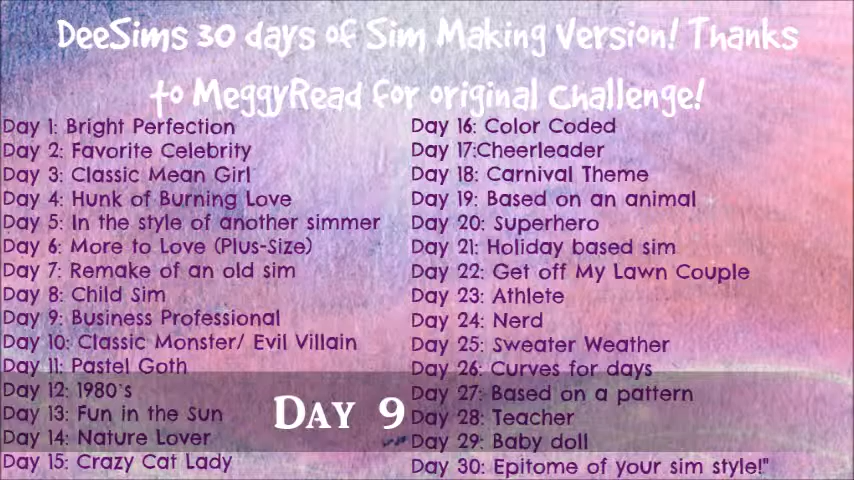 DeeSims 30 days of Sim Making Version! Thanks
to MeggyRead for original Challenge!
Day 1: Bright Perfection
Day 2: Favorite Celebrity
Day 3: Classic Mean Girl
Day 4: Hunk of Burning Love
Day 5: In the style of another simmer
Day 6: More to Love (Plus-Size)
Day 7: Remake of an old sim
Day 8: Child Sim
Day 9: Business Professional
Day 10: Classic Monster/ Evil Villain
Day 11: Pastel Goth
Day 12: 1980`s
Day 13: Fun in the Sun
Day 14: Nature Lover
Day 15: Crazy Cat Lady
Day 16: Color Coded
Day 17:Cheerleader
Day 18: Carnival Theme
Day 19: Based on an animal
Day 20: Superhero
Day 21: Holiday based sim
Day 22: Get off My Lawn Couple
Day 23: Athlete
Day 24: Nerd
Day 25: Sweater Weather
Day 26: Curves for days
Day 27: Based on a pattern
Day 28: Teacher
Day 29: Baby doll
Day 30: Epitome of your sim style!"
Day 9